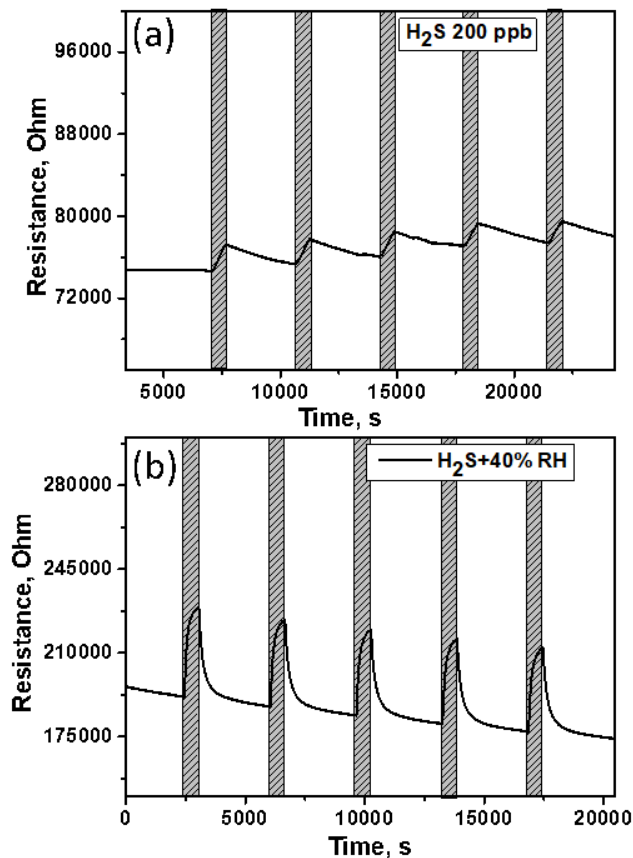 (a)
H₂S 200 ppb
96000
88000
80000
72000
Resistance, Ohm
5000 10000 15000 20000
Time, s
(b)
H₂S+40% RH
280000
245000
210000
175000
Resistance, Ohm
0 5000 10000 15000 20000
Time, s